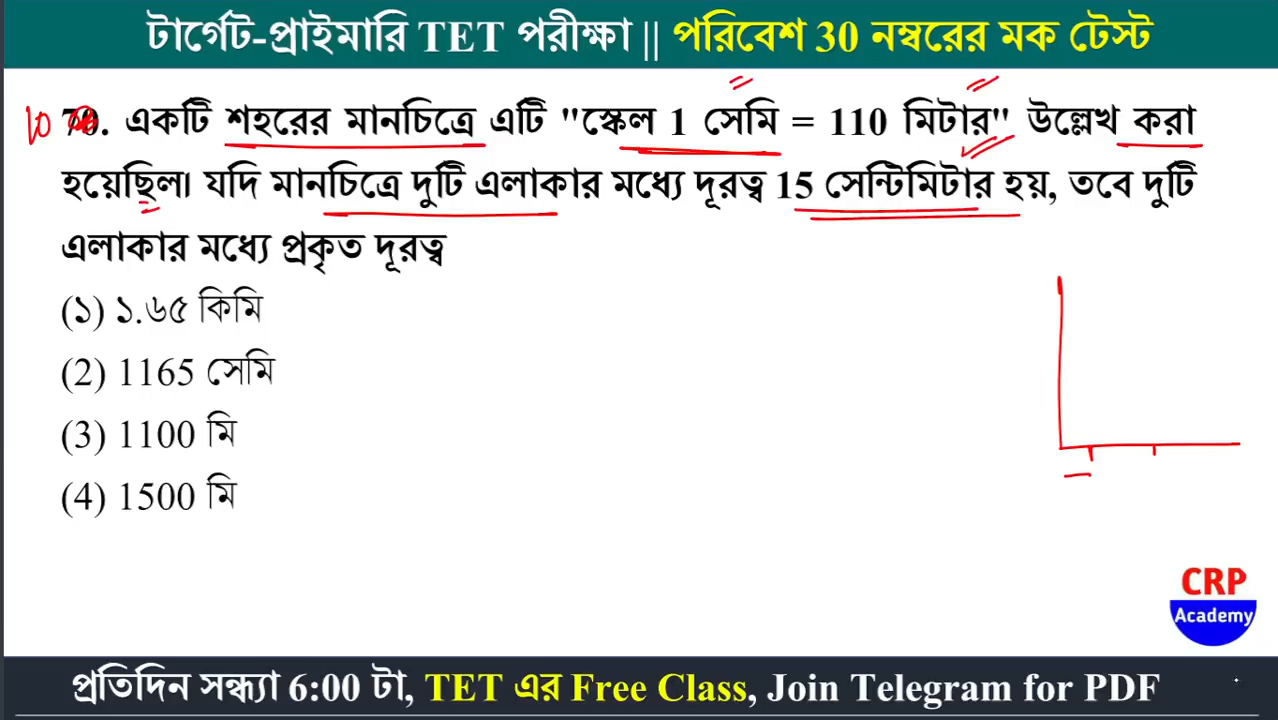 টার্গেট-প্রাইমারি TET পরীক্ষা || পরিবেশ 30 নম্বরের মক টেস্ট
10 70. একটি শহরের মানচিত্রে এটি "স্কেল 1 সেমি = 110 মিটার" উল্লেখ করা
হয়েছিল। যদি মানচিত্রে দুটি এলাকার মধ্যে দূরত্ব 15 সেন্টিমিটার হয়, তবে দুটি
এলাকার মধ্যে প্রকৃত দূরত্ব
(১) ১.৬৫ কিমি
(2) 1165 সেমি
(3) 1100 মি
(4) 1500 মি
CRP
Academy
প্রতিদিন সন্ধ্যা 6:00 টা, TET এর Free Class, Join Telegram for PDF